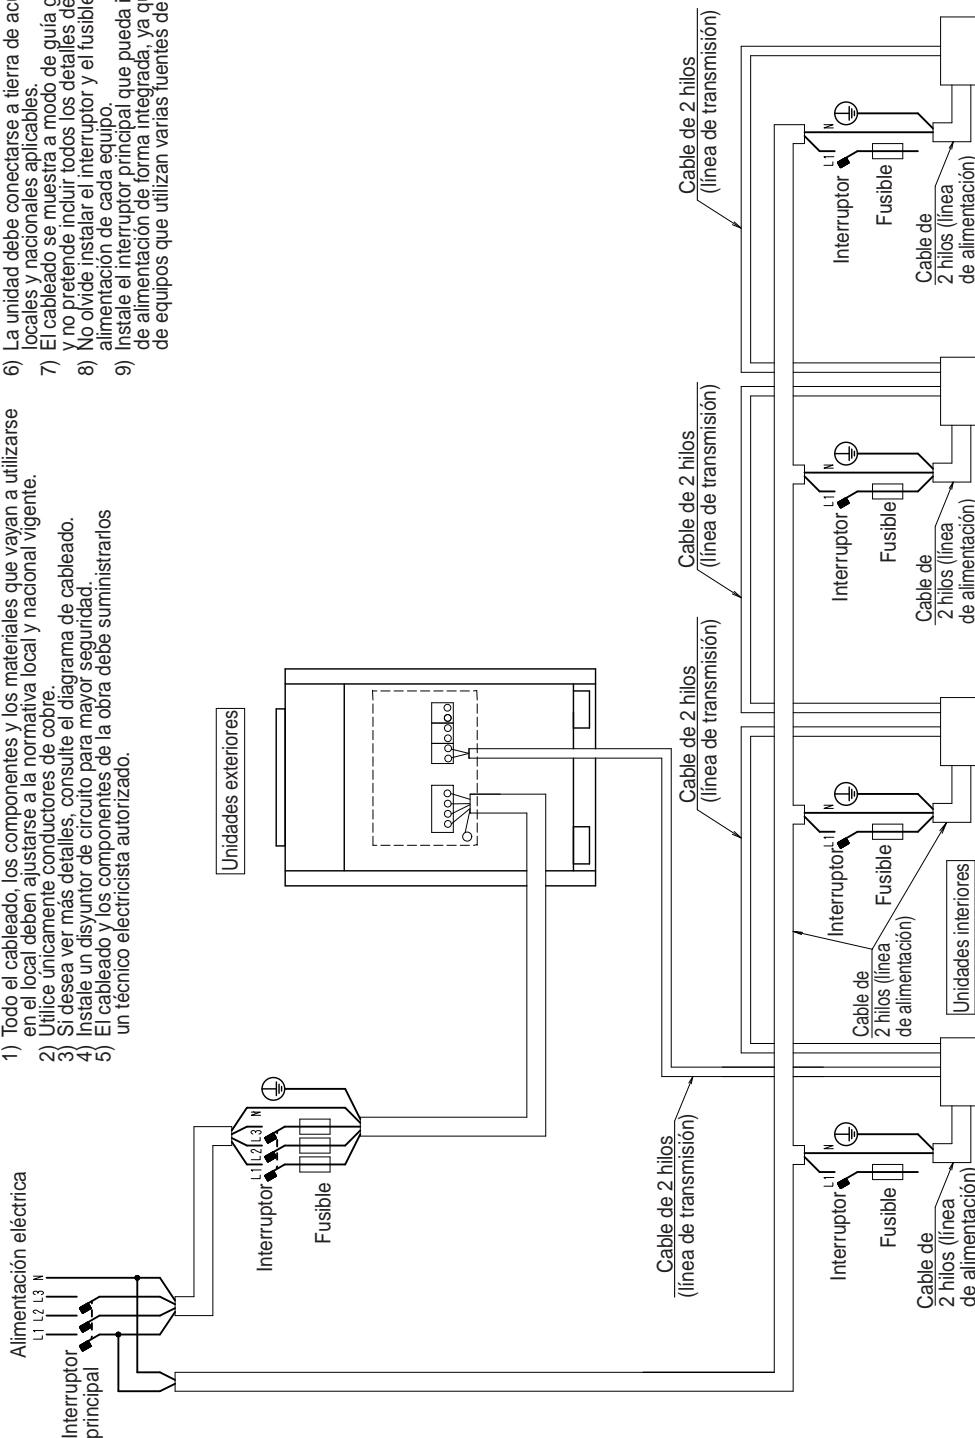 1) Todo el cableado, los componentes y los materiales que vayan a utilizarse
en el local deben ajustarse a la normativa local y nacional vigente.
2) Utilice únicamente conductores de cobre.
3) Si desea ver más detalles, consulte el diagrama de cableado.
4) Instale un disyuntor de circuito para mayor seguridad.
5) El cableado y los componentes de la obra debe suministrarlos
un técnico electricista autorizado.
6) La unidad debe conectarse a tierra de
locales y nacionales aplicables.
7) El cableado se muestra a modo de guía
y no pretende incluir todos los detalles
8) No olvide instalar el interruptor y el fusible
alimentación de cada equipo.
9) Instale el interruptor principal que pueda
de alimentación de forma integrada, ya
de equipos que utilizan varias fuentes de
Alimentación eléctrica
L1 L2 L3 N
Interruptor
principal
Interruptor
L1 L2 L3 N
Fusible
Unidades exteriores
Cable de 2 hilos
(línea de transmisión)
Cable de 2 hilos
(línea de transmisión)
Cable de 2 hilos
(línea de transmisión)
Cable de 2 hilos
(línea de transmisión)
L1 N
Interruptor
Fusible
Cable de
2 hilos (línea
de alimentación)
L1 N
Interruptor
Fusible
Cable de
2 hilos (línea
de alimentación)
L1 N
Interruptor
Fusible
Cable de
2 hilos (línea
de alimentación)
L1 N
Interruptor
Fusible
Cable de
2 hilos (línea
de alimentación)
Unidades interiores